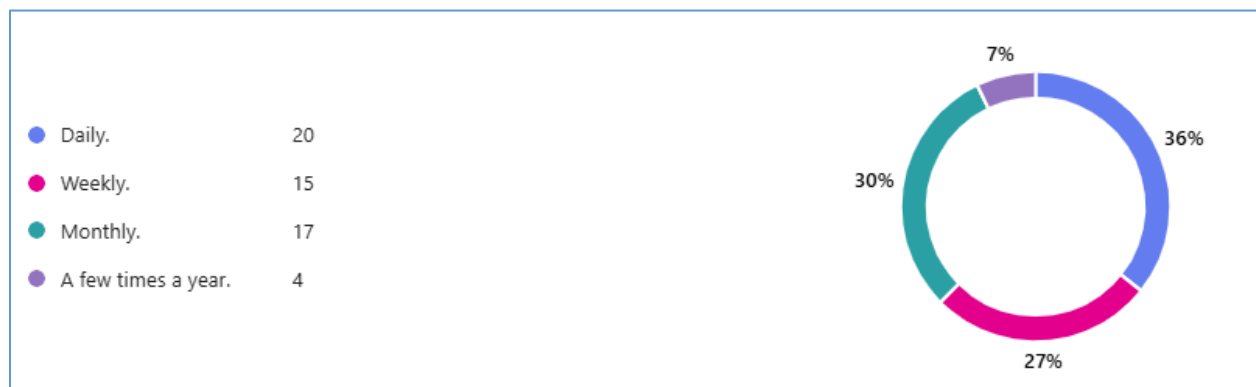 Daily. 20
Weekly. 15
Monthly. 17
A few times a year. 4
7%
36%
30%
27%